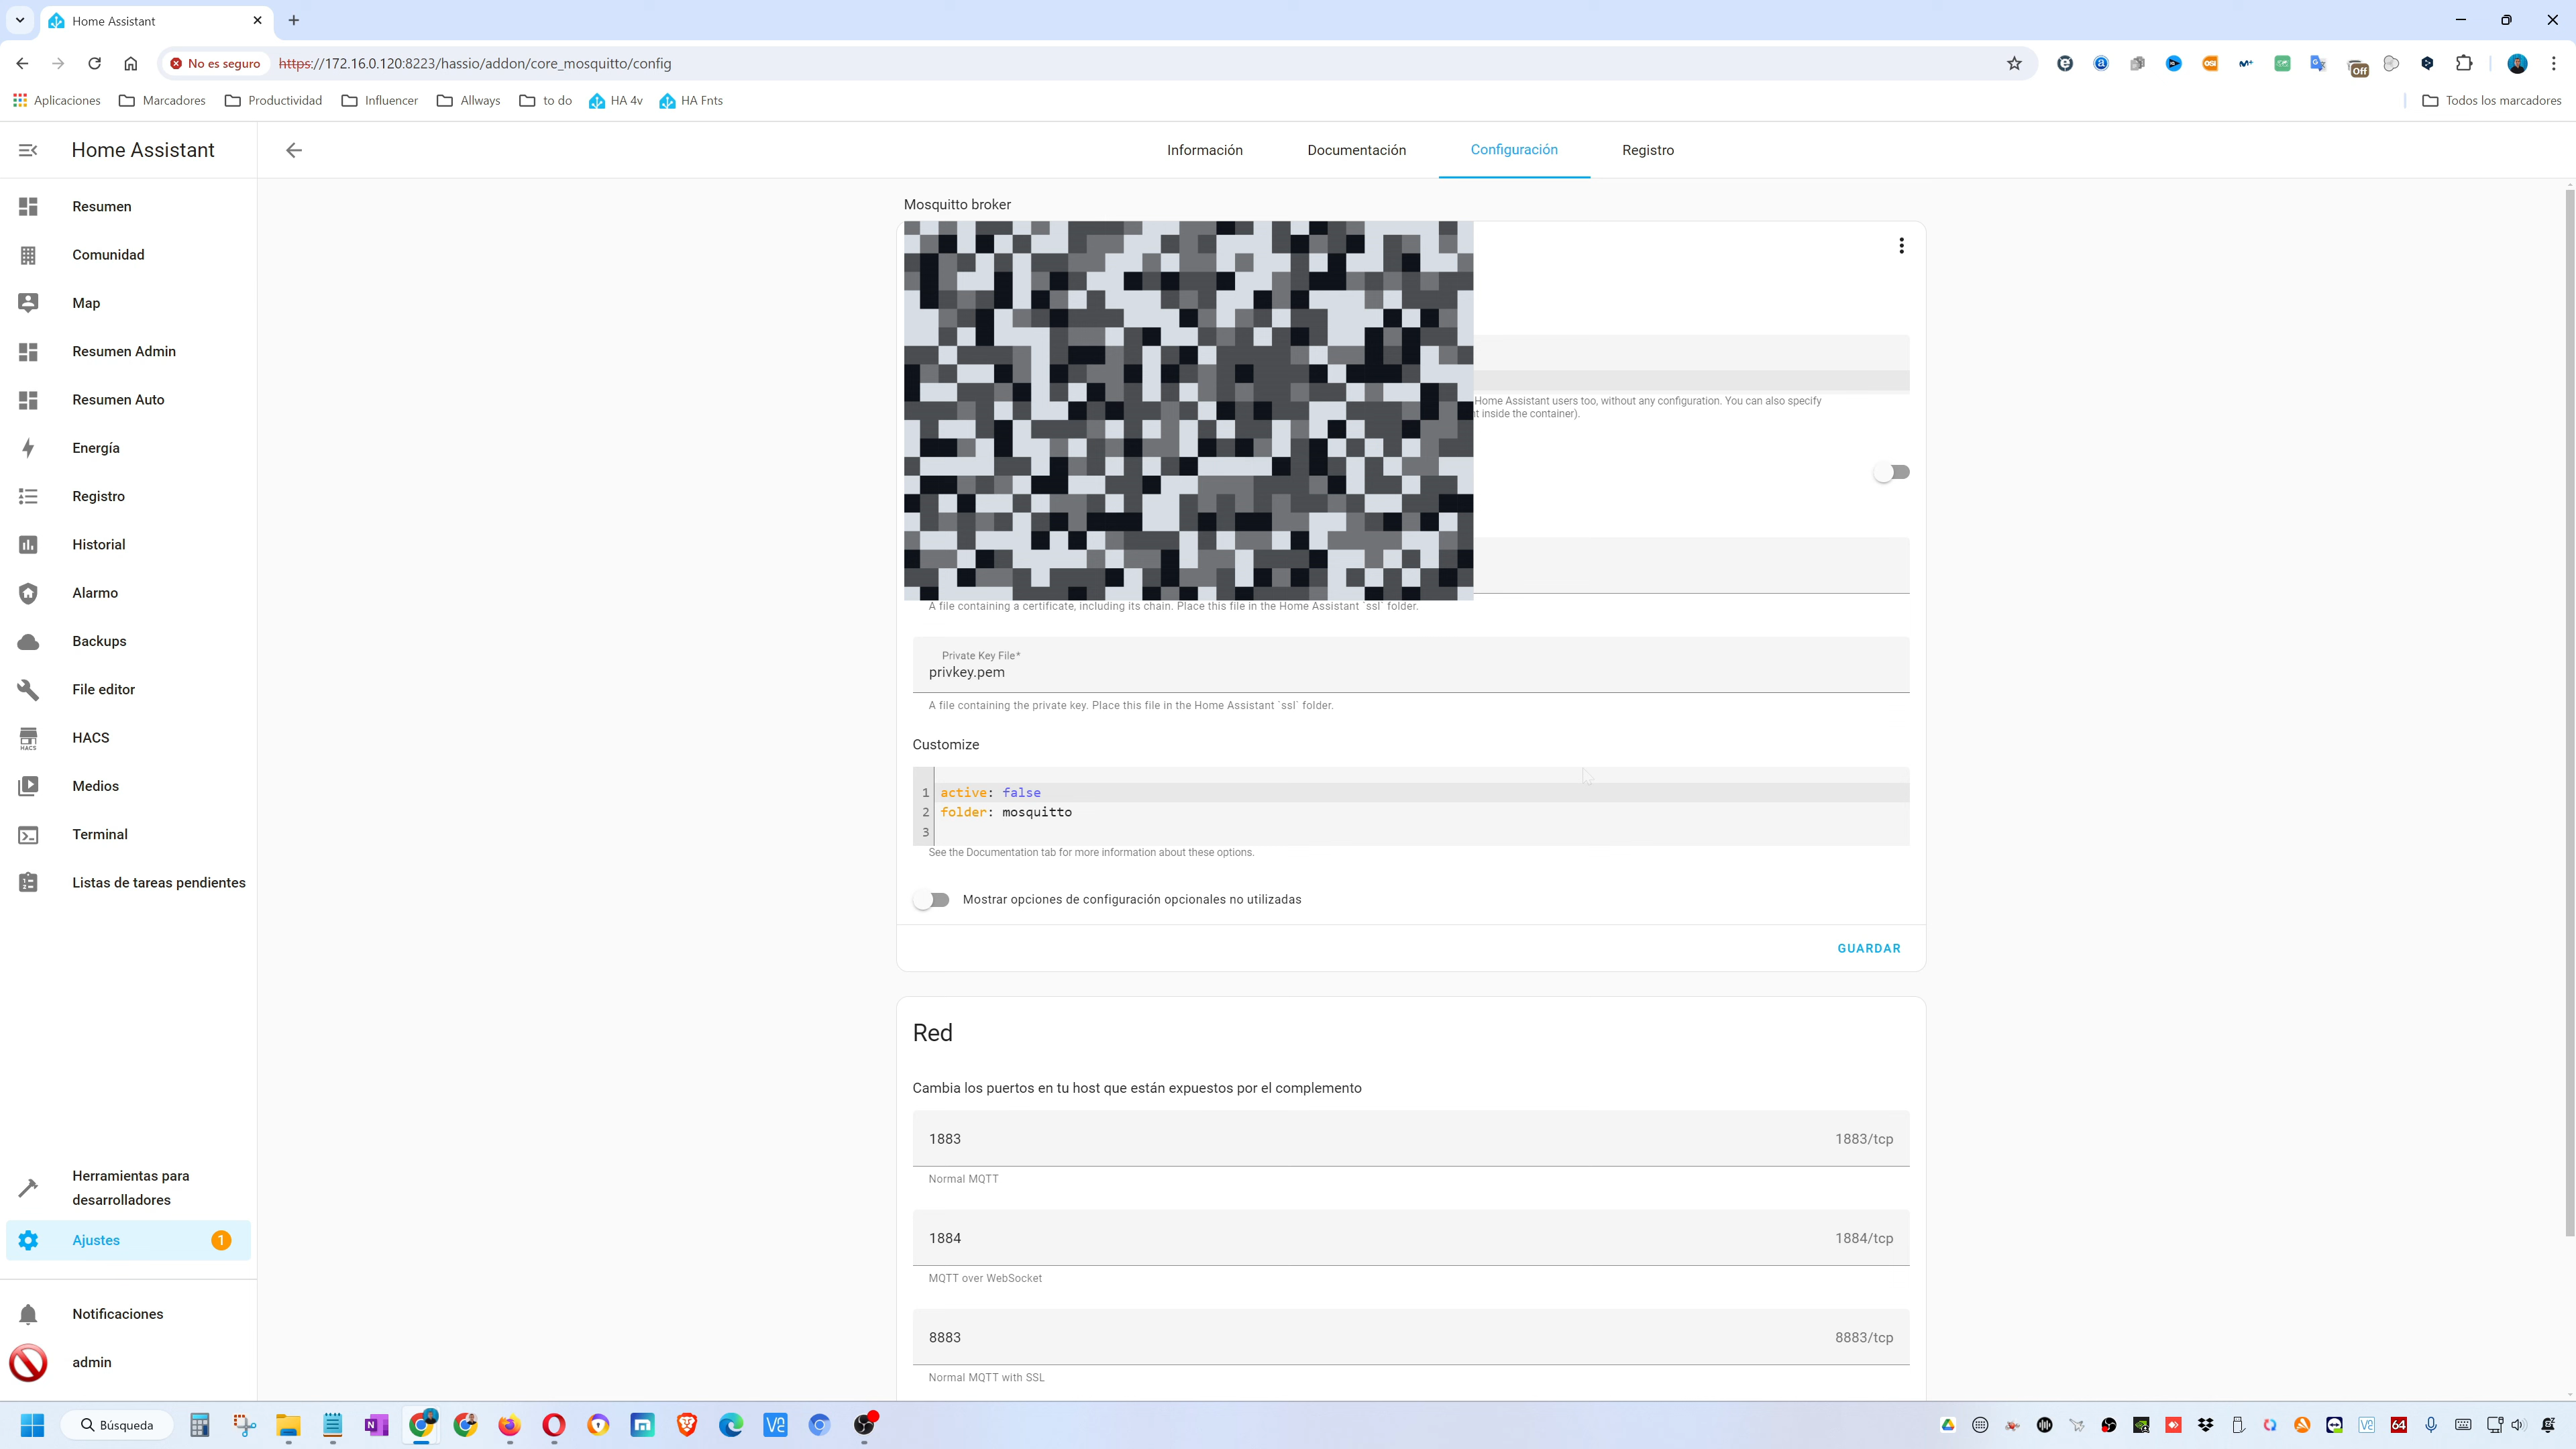 Home Assistant
No es seguro
https://172.16.0.120:8223/hassio/addon/core_mosquitto/config
Off
Aplicaciones
Marcadores
Productividad
Influencer
Allways
to do
HA 4v
HA Fnts
Todos los marcadores
Home Assistant
Información
Documentación
Configuración
Registro
Resumen
Comunidad
Map
Resumen Admin
Resumen Auto
Energía
Registro
Historial
Alarmo
Backups
File editor
HACS
HACS
Medios
Terminal
Listas de tareas pendientes
Herramientas para
desarrolladores
Ajustes
1
Notificaciones
admin
Mosquitto broker
Home Assistant users too, without any configuration. You can also specify
t inside the container).
A file containing a certificate, including its chain. Place this file in the Home Assistant `ssl` folder.
Private Key File*
privkey.pem
A file containing the private key. Place this file in the Home Assistant `ssl` folder.
Customize
1 active: false
2 folder: mosquitto
3
See the Documentation tab for more information about these options.
Mostrar opciones de configuración opcionales no utilizadas
GUARDAR
Red
Cambia los puertos en tu host que están expuestos por el complemento
1883
1883/tcp
Normal MQTT
1884
1884/tcp
MQTT over WebSocket
8883
8883/tcp
Normal MQTT with SSL
Búsqueda
64